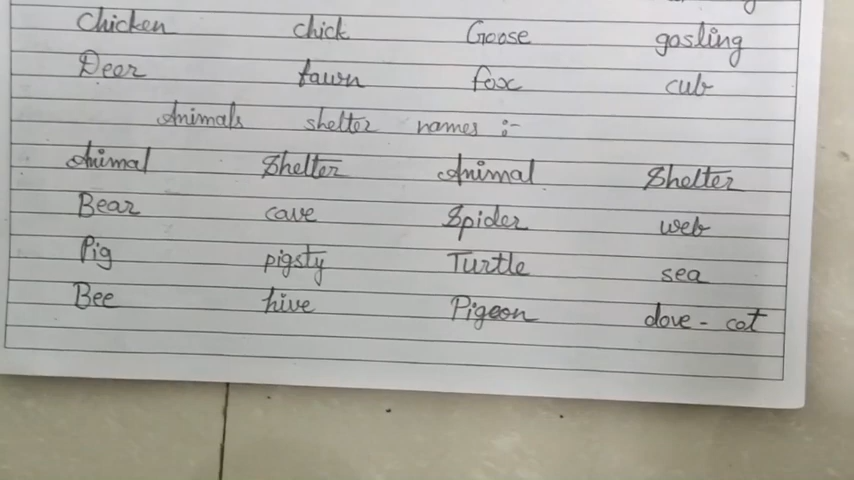 Chicken chick Goose gosling
Deer fawn fox cub
Animals shelter names :-
Animal Shelter Animal Shelter
Bear cave Spider web
Pig pigsty Turtle sea
Bee hive Pigeon dove - cot